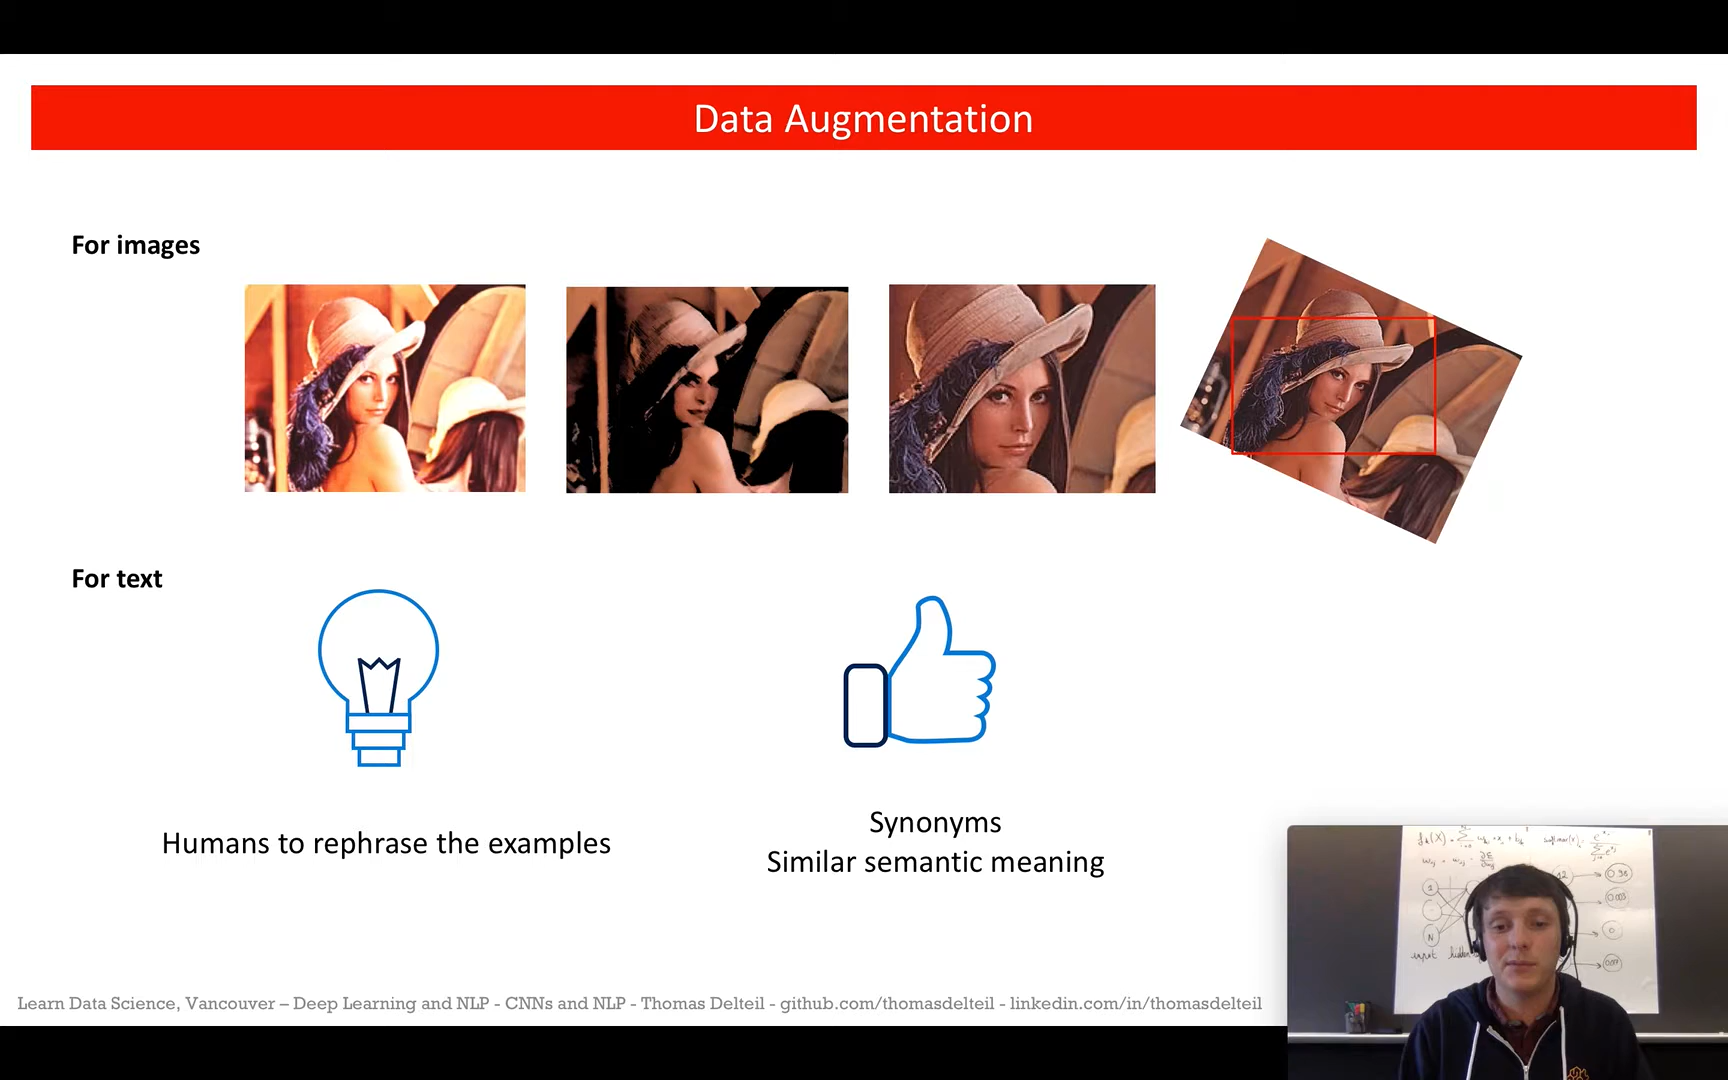 Data Augmentation
For images
For text
Humans to rephrase the examples
Synonyms
Similar semantic meaning
Learn Data Science, Vancouver – Deep Learning and NLP - CNNs and NLP - Thomas Delteil - github.com/thomasdelteil - linkedin.com/in/thomasdelteil
input
N